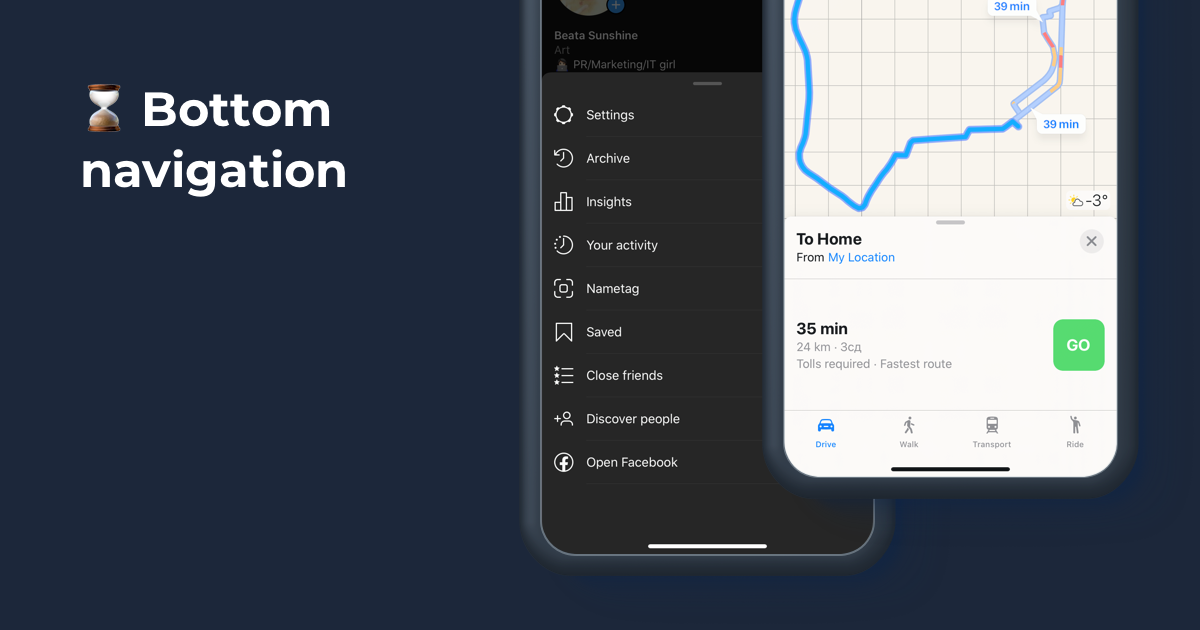 ⏳ Bottom
navigation
Beata Sunshine
Art
PR/Marketing/IT girl
Settings
Archive
Insights
Your activity
Nametag
Saved
Close friends
Discover people
Open Facebook
39 min
39 min
-3°
To Home
From My Location
35 min
24 km · 3cд
Tolls required · Fastest route
GO
Drive
Walk
Transport
Ride